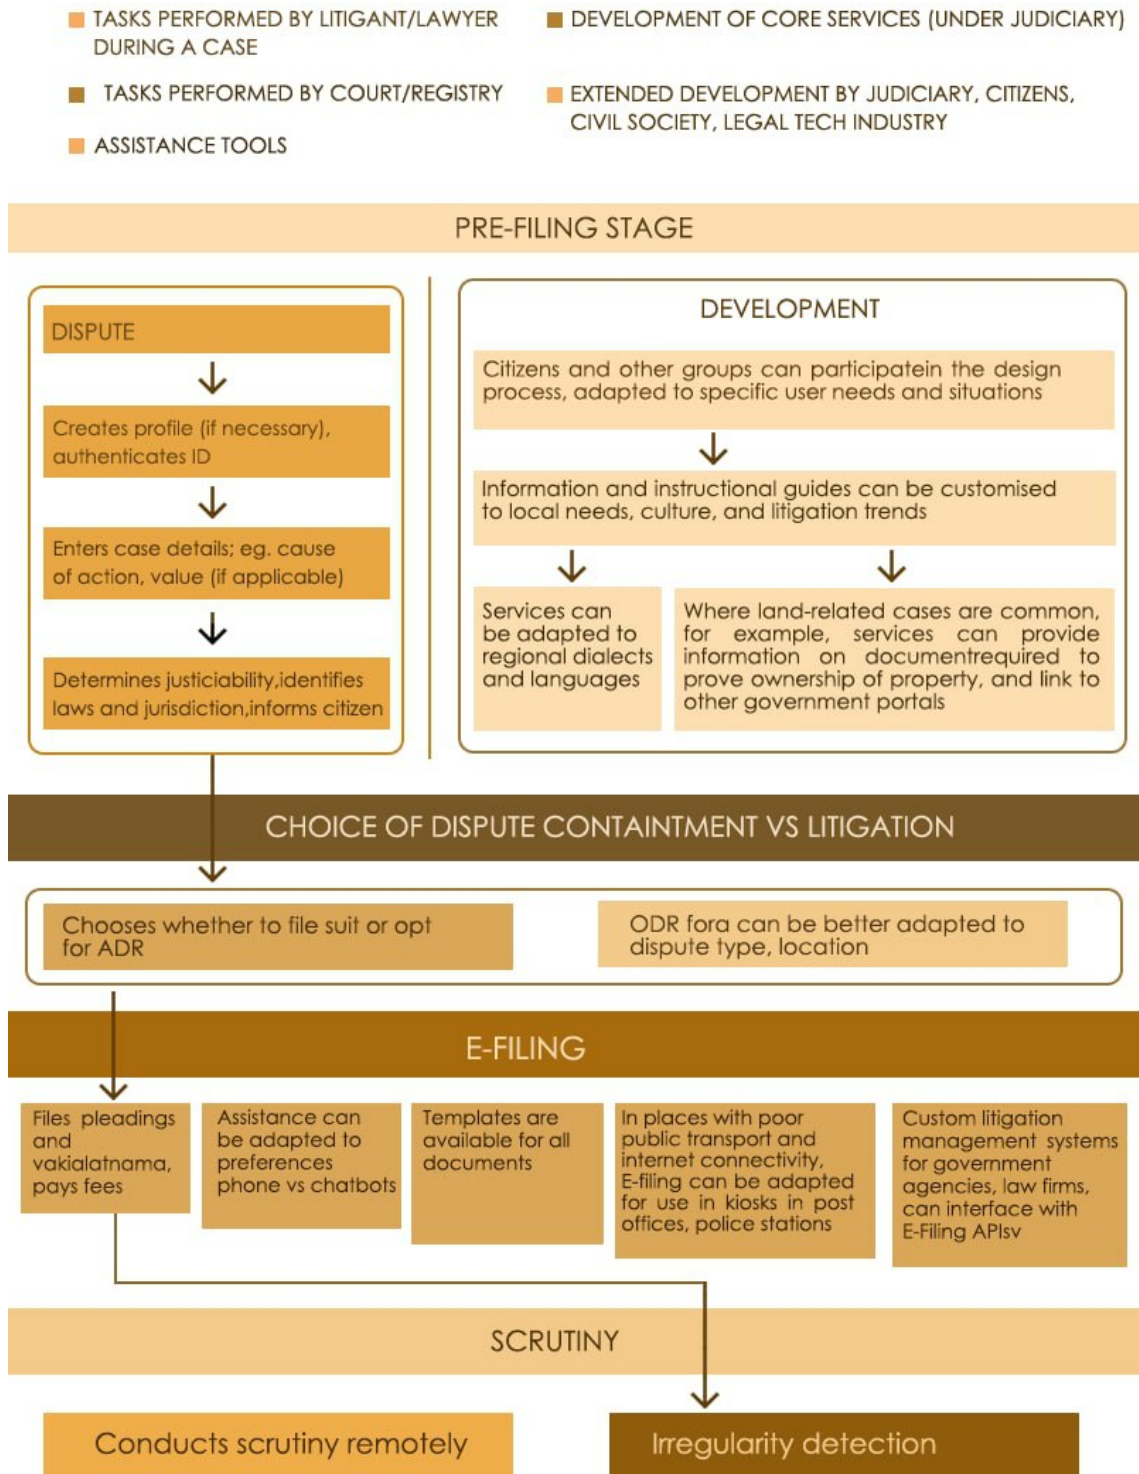 TASKS PERFORMED BY LITIGANT/LAWYER
DURING A CASE
DEVELOPMENT OF CORE SERVICES (UNDER JUDICIARY)
TASKS PERFORMED BY COURT/REGISTRY
EXTENDED DEVELOPMENT BY JUDICIARY, CITIZENS,
CIVIL SOCIETY, LEGAL TECH INDUSTRY
ASSISTANCE TOOLS
PRE-FILING STAGE
DISPUTE
Creates profile (if necessary),
authenticates ID
Enters case details; eg. cause
of action, value (if applicable)
Determines justiciability,identifies
laws and jurisdiction,informs citizen
DEVELOPMENT
Citizens and other groups can participatein the design
process, adapted to specific user needs and situations
Information and instructional guides can be customised
to local needs, culture, and litigation trends
Services can
be adapted to
regional dialects
and languages
Where land-related cases are common,
for example, services can provide
information on documentrequired to
prove ownership of property, and link to
other government portals
CHOICE OF DISPUTE CONTAINTMENT VS LITIGATION
Chooses whether to file suit or opt
for ADR
ODR fora can be better adapted to
dispute type, location
E-FILING
Files pleadings
and
vakialatnama,
pays fees
Assistance can
be adapted to
preferences
phone vs chatbots
Templates are
available for all
documents
In places with poor
public transport and
internet connectivity,
E-filing can be adapted
for use in kiosks in post
offices, police stations
Custom litigation
management systems
for government
agencies, law firms,
can interface with
E-Filing APIsv
SCRUTINY
Conducts scrutiny remotely
Irregularity detection